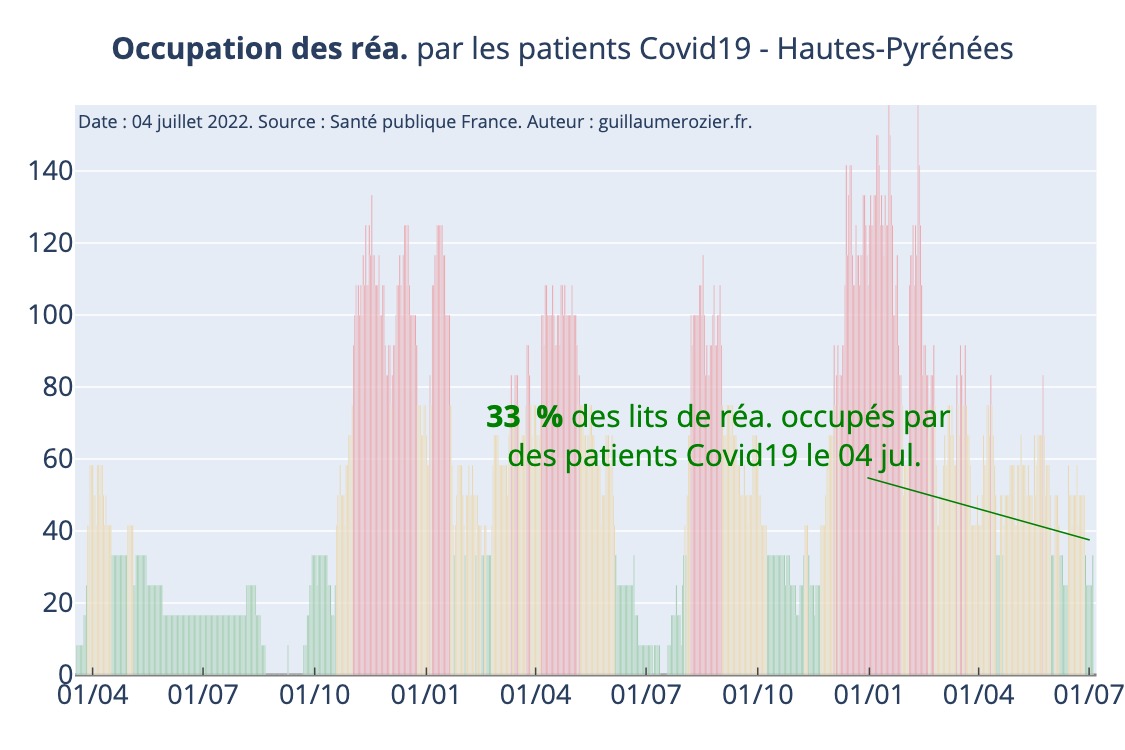 Occupation des réa. par les patients Covid19 - Hautes-Pyrénées
Date : 04 juillet 2022. Source : Santé publique France. Auteur : guillaumerozier.fr.
140
120
100
80
60
40
20
0
33 % des lits de réa. occupés par
des patients Covid19 le 04 jul.
01/04 01/07 01/10 01/01 01/04 01/07 01/10 01/01 01/04 01/07